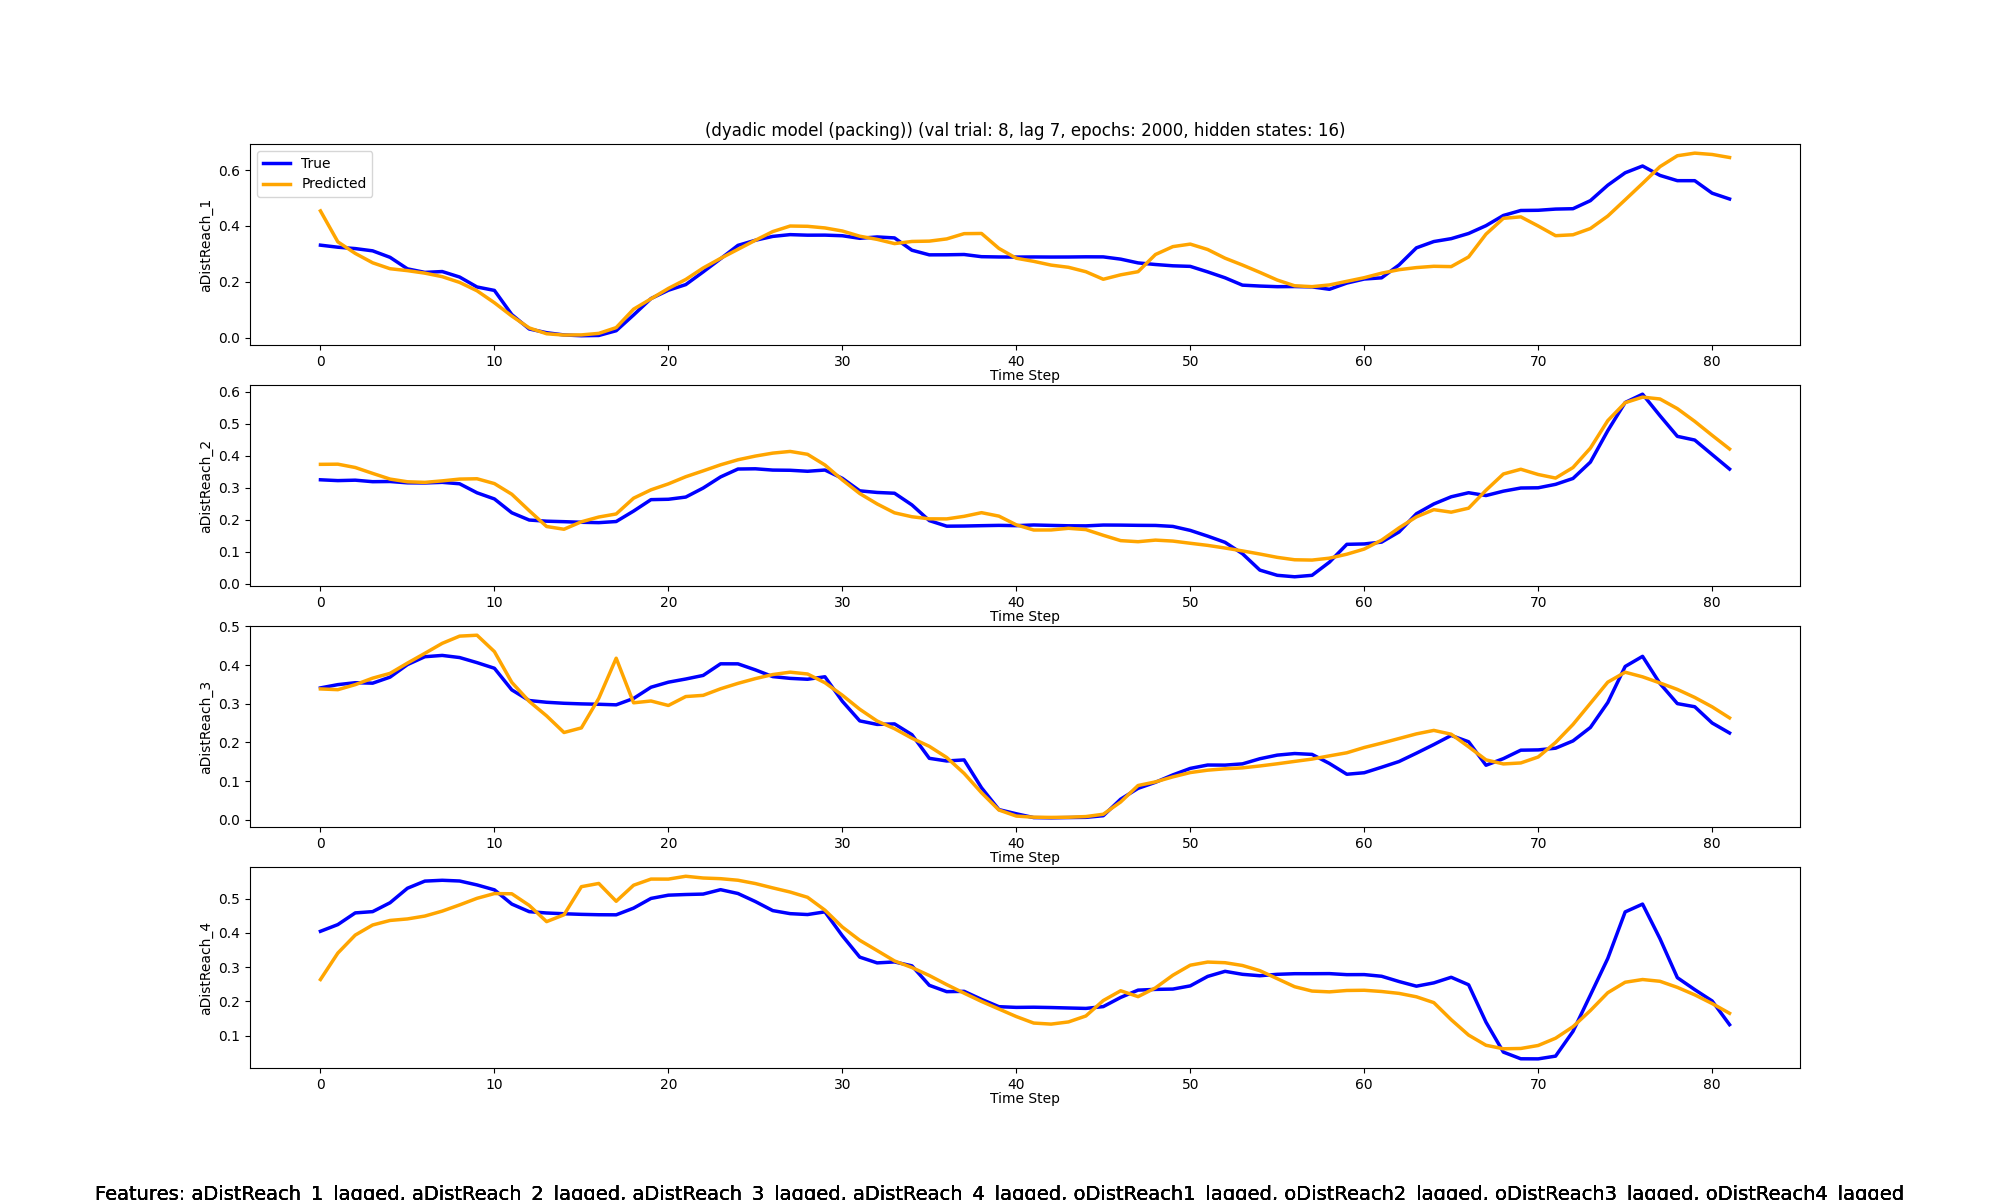 (dyadic model (packing)) (val trial: 8, lag 7, epochs: 2000, hidden states: 16)
True
Predicted
aDistReach_1
0.6
0.4
0.2
0.0
0 10 20 30 40 50 60 70 80
Time Step
aDistReach_2
0.6
0.5
0.4
0.3
0.2
0.1
0.0
0 10 20 30 40 50 60 70 80
Time Step
aDistReach_3
0.5
0.4
0.3
0.2
0.1
0.0
0 10 20 30 40 50 60 70 80
Time Step
aDistReach_4
0.5
0.4
0.3
0.2
0.1
0 10 20 30 40 50 60 70 80
Time Step
Features: aDistReach_1_lagged, aDistReach_2_lagged, aDistReach_3_lagged, aDistReach_4_lagged, oDistReach1_lagged, oDistReach2_lagged, oDistReach3_lagged, oDistReach4_lagged